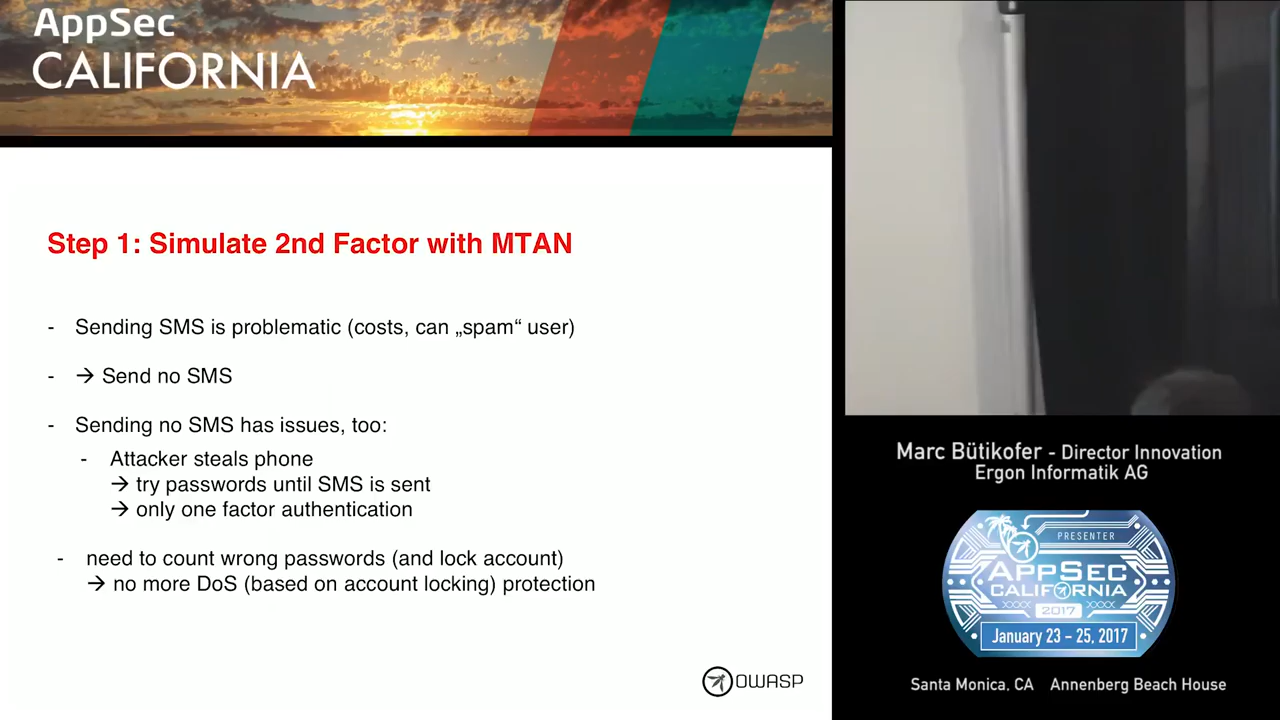 AppSec
CALIFORNIA
Step 1: Simulate 2nd Factor with MTAN
- Sending SMS is problematic (costs, can „spam“ user)
- → Send no SMS
- Sending no SMS has issues, too:
- Attacker steals phone
→ try passwords until SMS is sent
→ only one factor authentication
- need to count wrong passwords (and lock account)
→ no more DoS (based on account locking) protection
OWASP
Marc Bütikofer - Director Innovation
Ergon Informatik AG
PRESENTER
APPSEC
CALIFORNIA
2017
January 23 – 25, 2017
Santa Monica, CA Annenberg Beach House